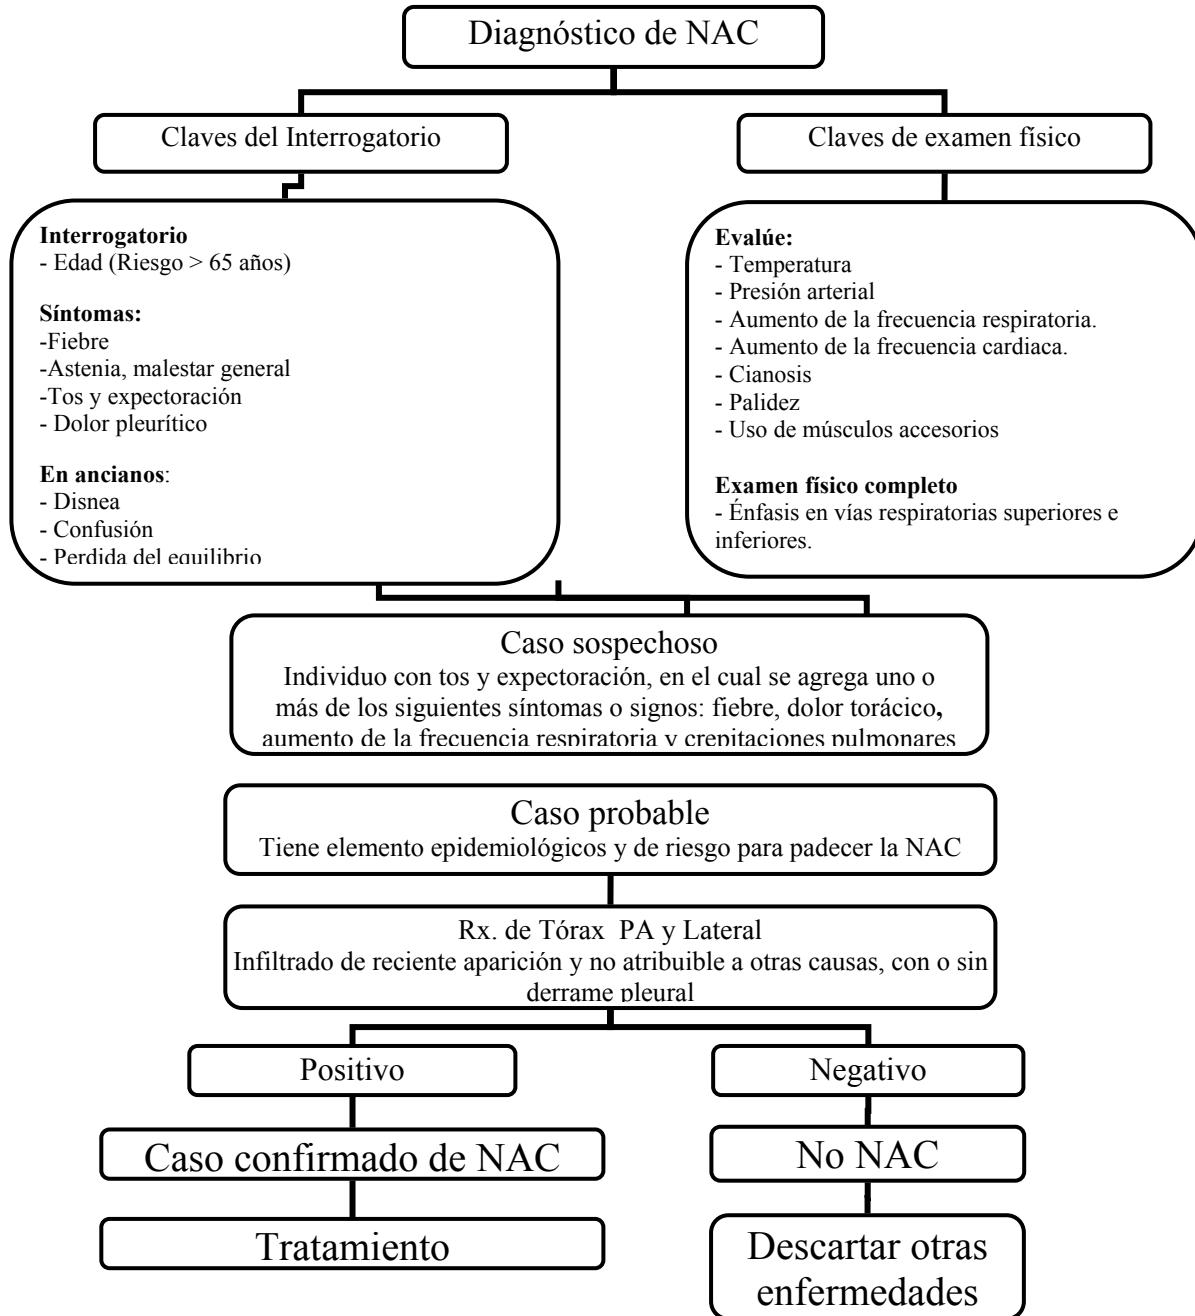 Diagnóstico de NAC
Claves del Interrogatorio
Claves de examen físico
Interrogatorio
- Edad (Riesgo > 65 años)
Síntomas:
-Fiebre
-Astenia, malestar general
-Tos y expectoración
- Dolor pleurítico
En ancianos:
- Disnea
- Confusión
- Perdida del equilibrio
Evalúe:
- Temperatura
- Presión arterial
- Aumento de la frecuencia respiratoria.
- Aumento de la frecuencia cardiaca.
- Cianosis
- Palidez
- Uso de músculos accesorios
Examen físico completo
- Énfasis en vías respiratorias superiores e
inferiores.
Caso sospechoso
Individuo con tos y expectoración, en el cual se agrega uno o
más de los siguientes síntomas o signos: fiebre, dolor torácico,
aumento de la frecuencia respiratoria y crepitaciones pulmonares
Caso probable
Tiene elemento epidemiológicos y de riesgo para padecer la NAC
Rx. de Tórax  PA y Lateral
Infiltrado de reciente aparición y no atribuible a otras causas, con o sin
derrame pleural
Positivo
Negativo
Caso confirmado de NAC
No NAC
Tratamiento
Descartar otras
enfermedades